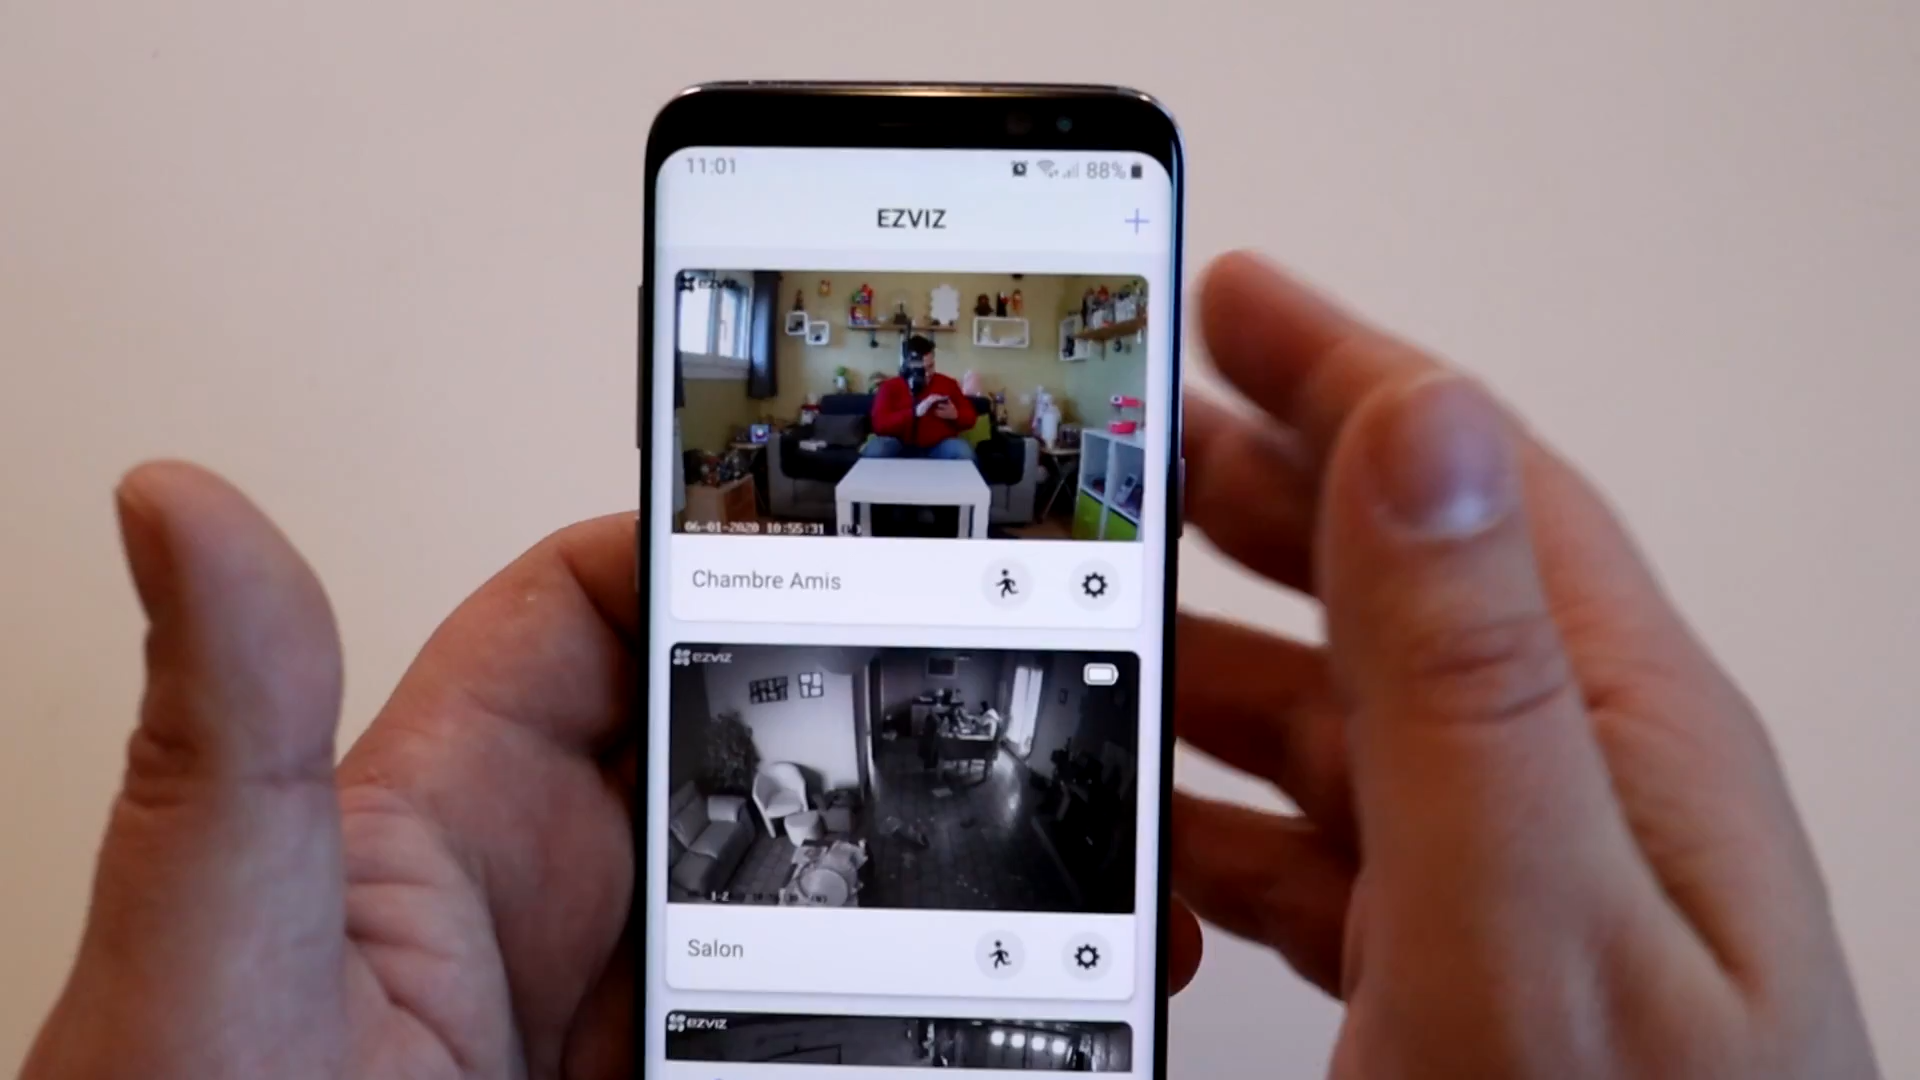 11:01
88%
EZVIZ
EZVIZ
06-01-2020 10:55:31 (W)
Chambre Amis
EZVIZ
Salon
EZVIZ